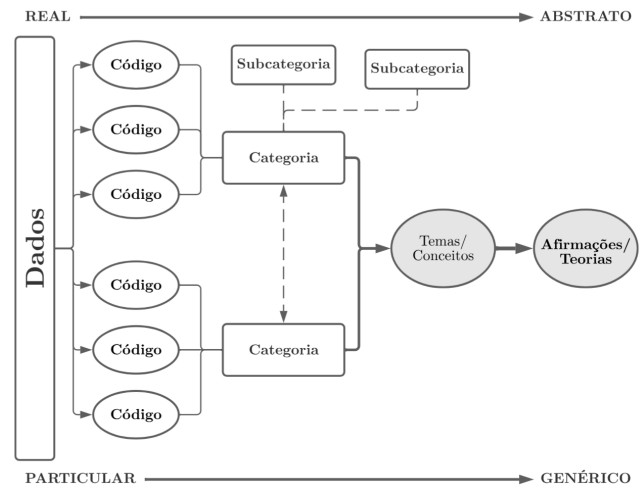 REAL
ABSTRATO
Dados
Código
Código
Código
Código
Código
Código
Subcategoria
Subcategoria
Categoria
Categoria
Temas/
Conceitos
Afirmações/
Teorias
PARTICULAR
GENÉRICO